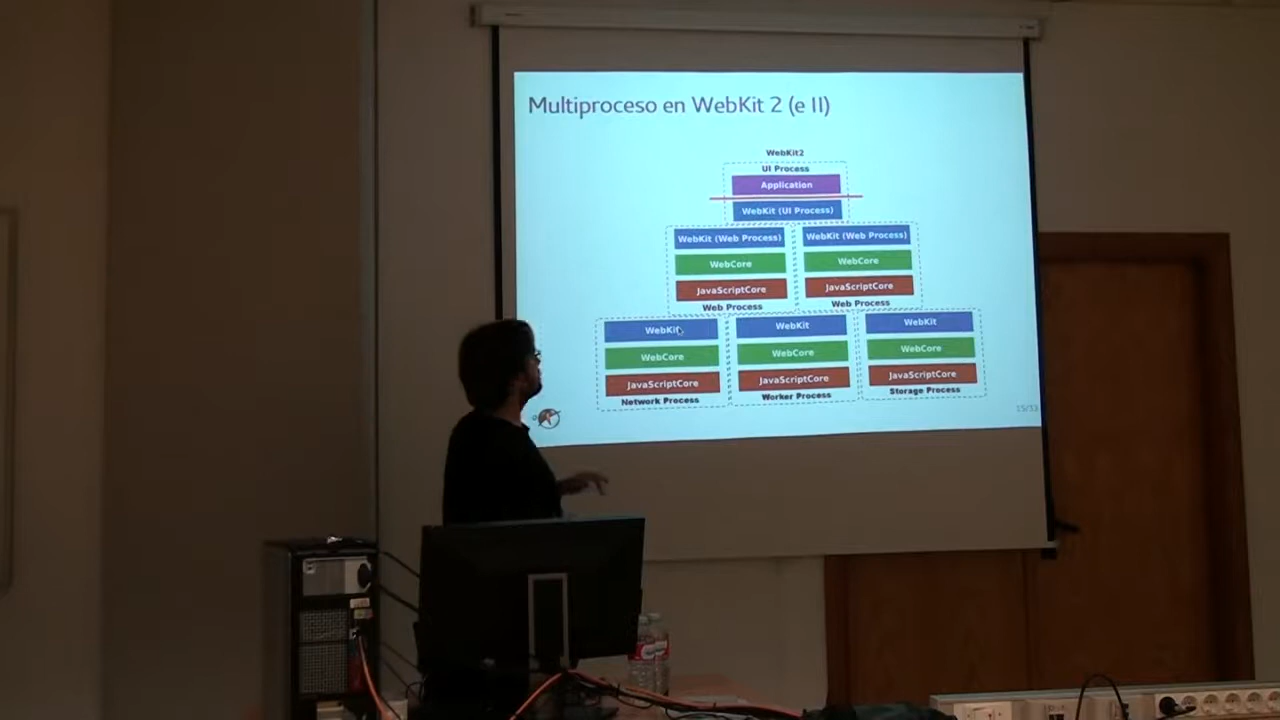 Multiproceso en WebKit 2 (e II)
WebKit2
UI Process
Application
WebKit (UI Process)
WebKit (Web Process)
WebKit (Web Process)
WebCore
WebCore
JavaScriptCore
JavaScriptCore
Web Process
Web Process
WebKit
WebKit
WebKit
WebCore
WebCore
WebCore
JavaScriptCore
JavaScriptCore
JavaScriptCore
Network Process
Worker Process
Storage Process